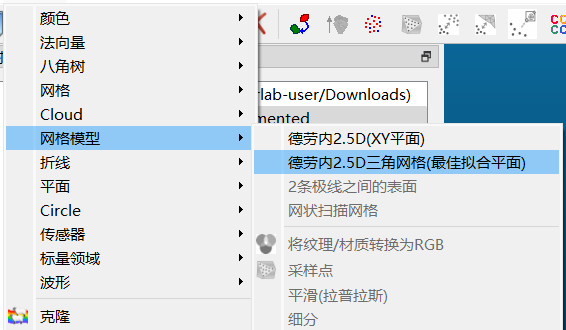 颜色
法向量
八角树
网格
Cloud
网格模型
折线
平面
Circle
传感器
标量领域
波形
克隆
rlab-user/Downloads)
mented
德劳内2.5D(XY平面)
德劳内2.5D三角网格(最佳拟合平面)
2条极线之间的表面
网状扫描网格
将纹理/材质转换为RGB
采样点
平滑(拉普拉斯)
细分